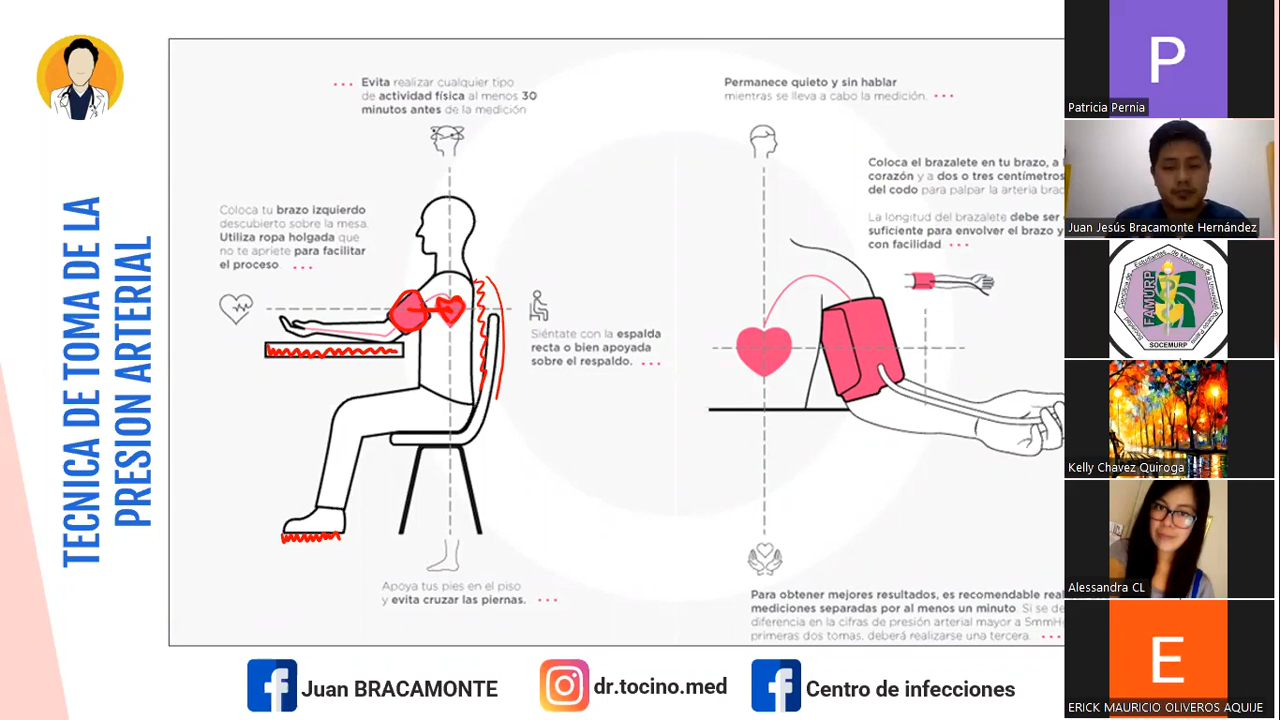 TECNICA DE TOMA DE LA
PRESION ARTERIAL
Evita realizar cualquier tipo
de actividad física al menos 30
minutos antes de la medición
Coloca tu brazo izquierdo
descubierto sobre la mesa.
Utiliza ropa holgada que
no te apriete para facilitar
el proceso.
Siéntate con la espalda
recta o bien apoyada
sobre el respaldo.
Apoya tus pies en el piso
y evita cruzar las piernas.
Permanece quieto y sin hablar
mientras se lleva a cabo la medición.
Coloca el brazalete en tu brazo, a
corazón y a dos o tres centímetros
del codo para palpar la arteria
La longitud del brazalete debe ser
suficiente para envolver el brazo y
con facilidad
Para obtener mejores resultados, es recomendable
mediciones separadas por al menos un minuto. Si se
diferencia en la cifras de presión arterial mayor a
primeras dos tomas, deberá realizarse una tercera.
Juan BRACAMONTE
dr.tocino.med
Centro de infecciones
P
Patricia Pernia
Juan Jesús Bracamonte Hernández
FAMURP
SOCEMURP
Kelly Chavez Quiroga
Alessandra CL
E
ERICK MAURICIO OLIVEROS AQUIJE